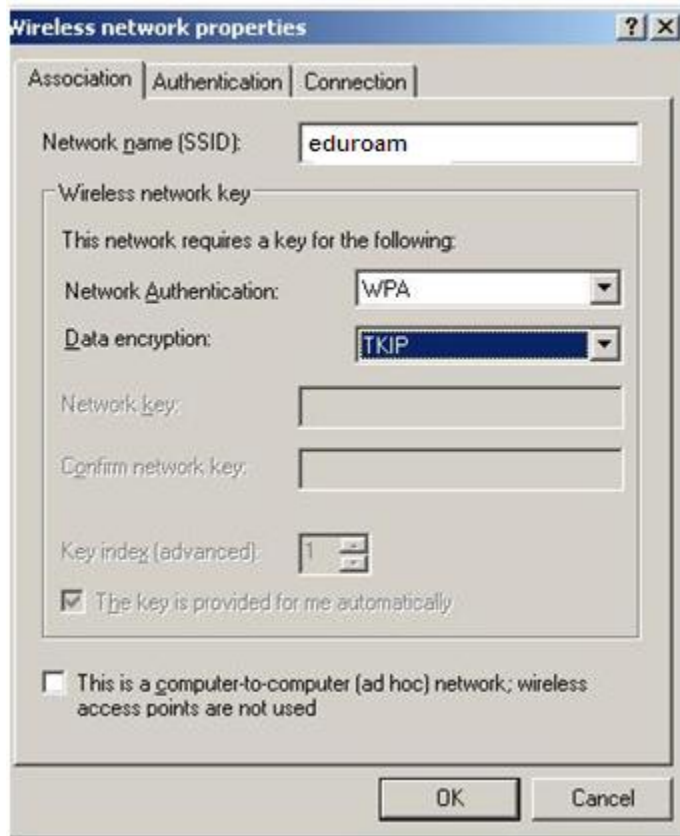 Wireless network properties
Association
Authentication
Connection
Network name (SSID):
eduroam
Wireless network key
This network requires a key for the following:
Network Authentication:
WPA
Data encryption:
TKIP
Network key:
Confirm network key:
Key index (advanced):
1
The key is provided for me automatically
This is a computer-to-computer (ad hoc) network; wireless
access points are not used
OK
Cancel